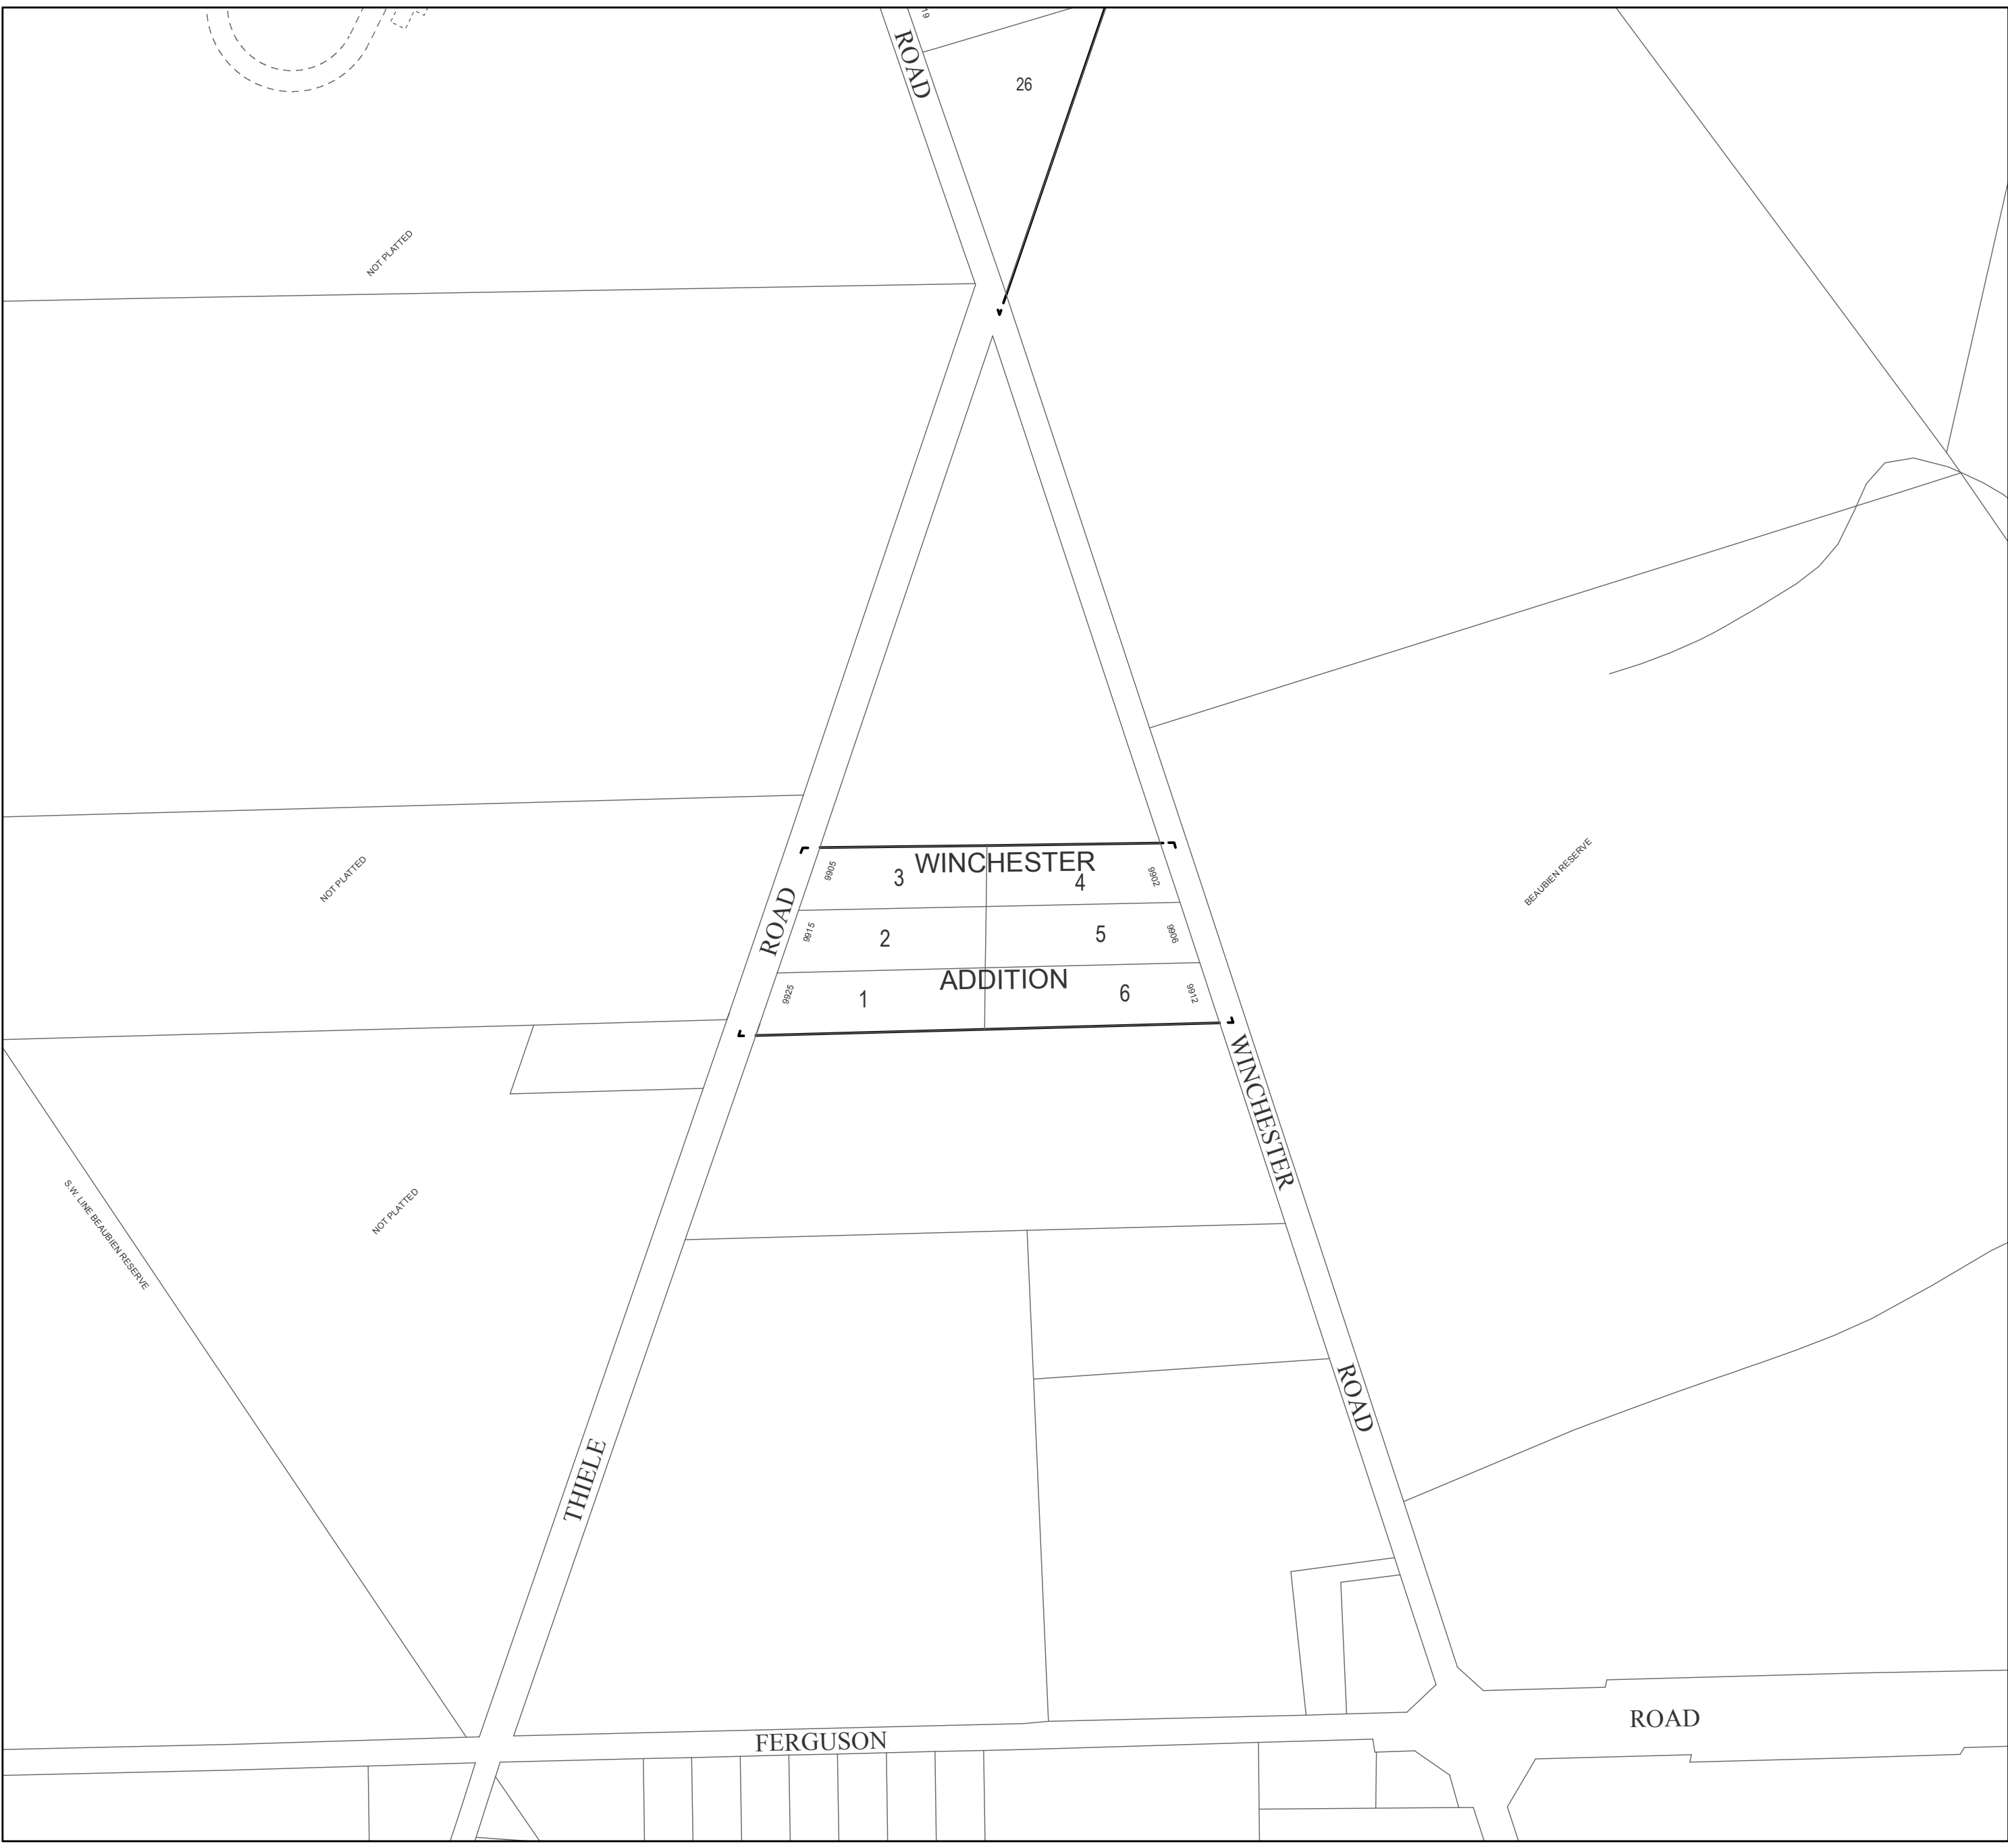 19
ROAD
26
NOT PLATTED
WINCHESTER
3
4
9905
9902
ROAD
NOT PLATTED
BEAUBIEN RESERVE
2
5
9915
9906
ADDITION
1
6
9925
9912
WINCHESTER
S.W. LINE BEAUBIEN RESERVE
NOT PLATTED
ROAD
THIELE
FERGUSON
ROAD